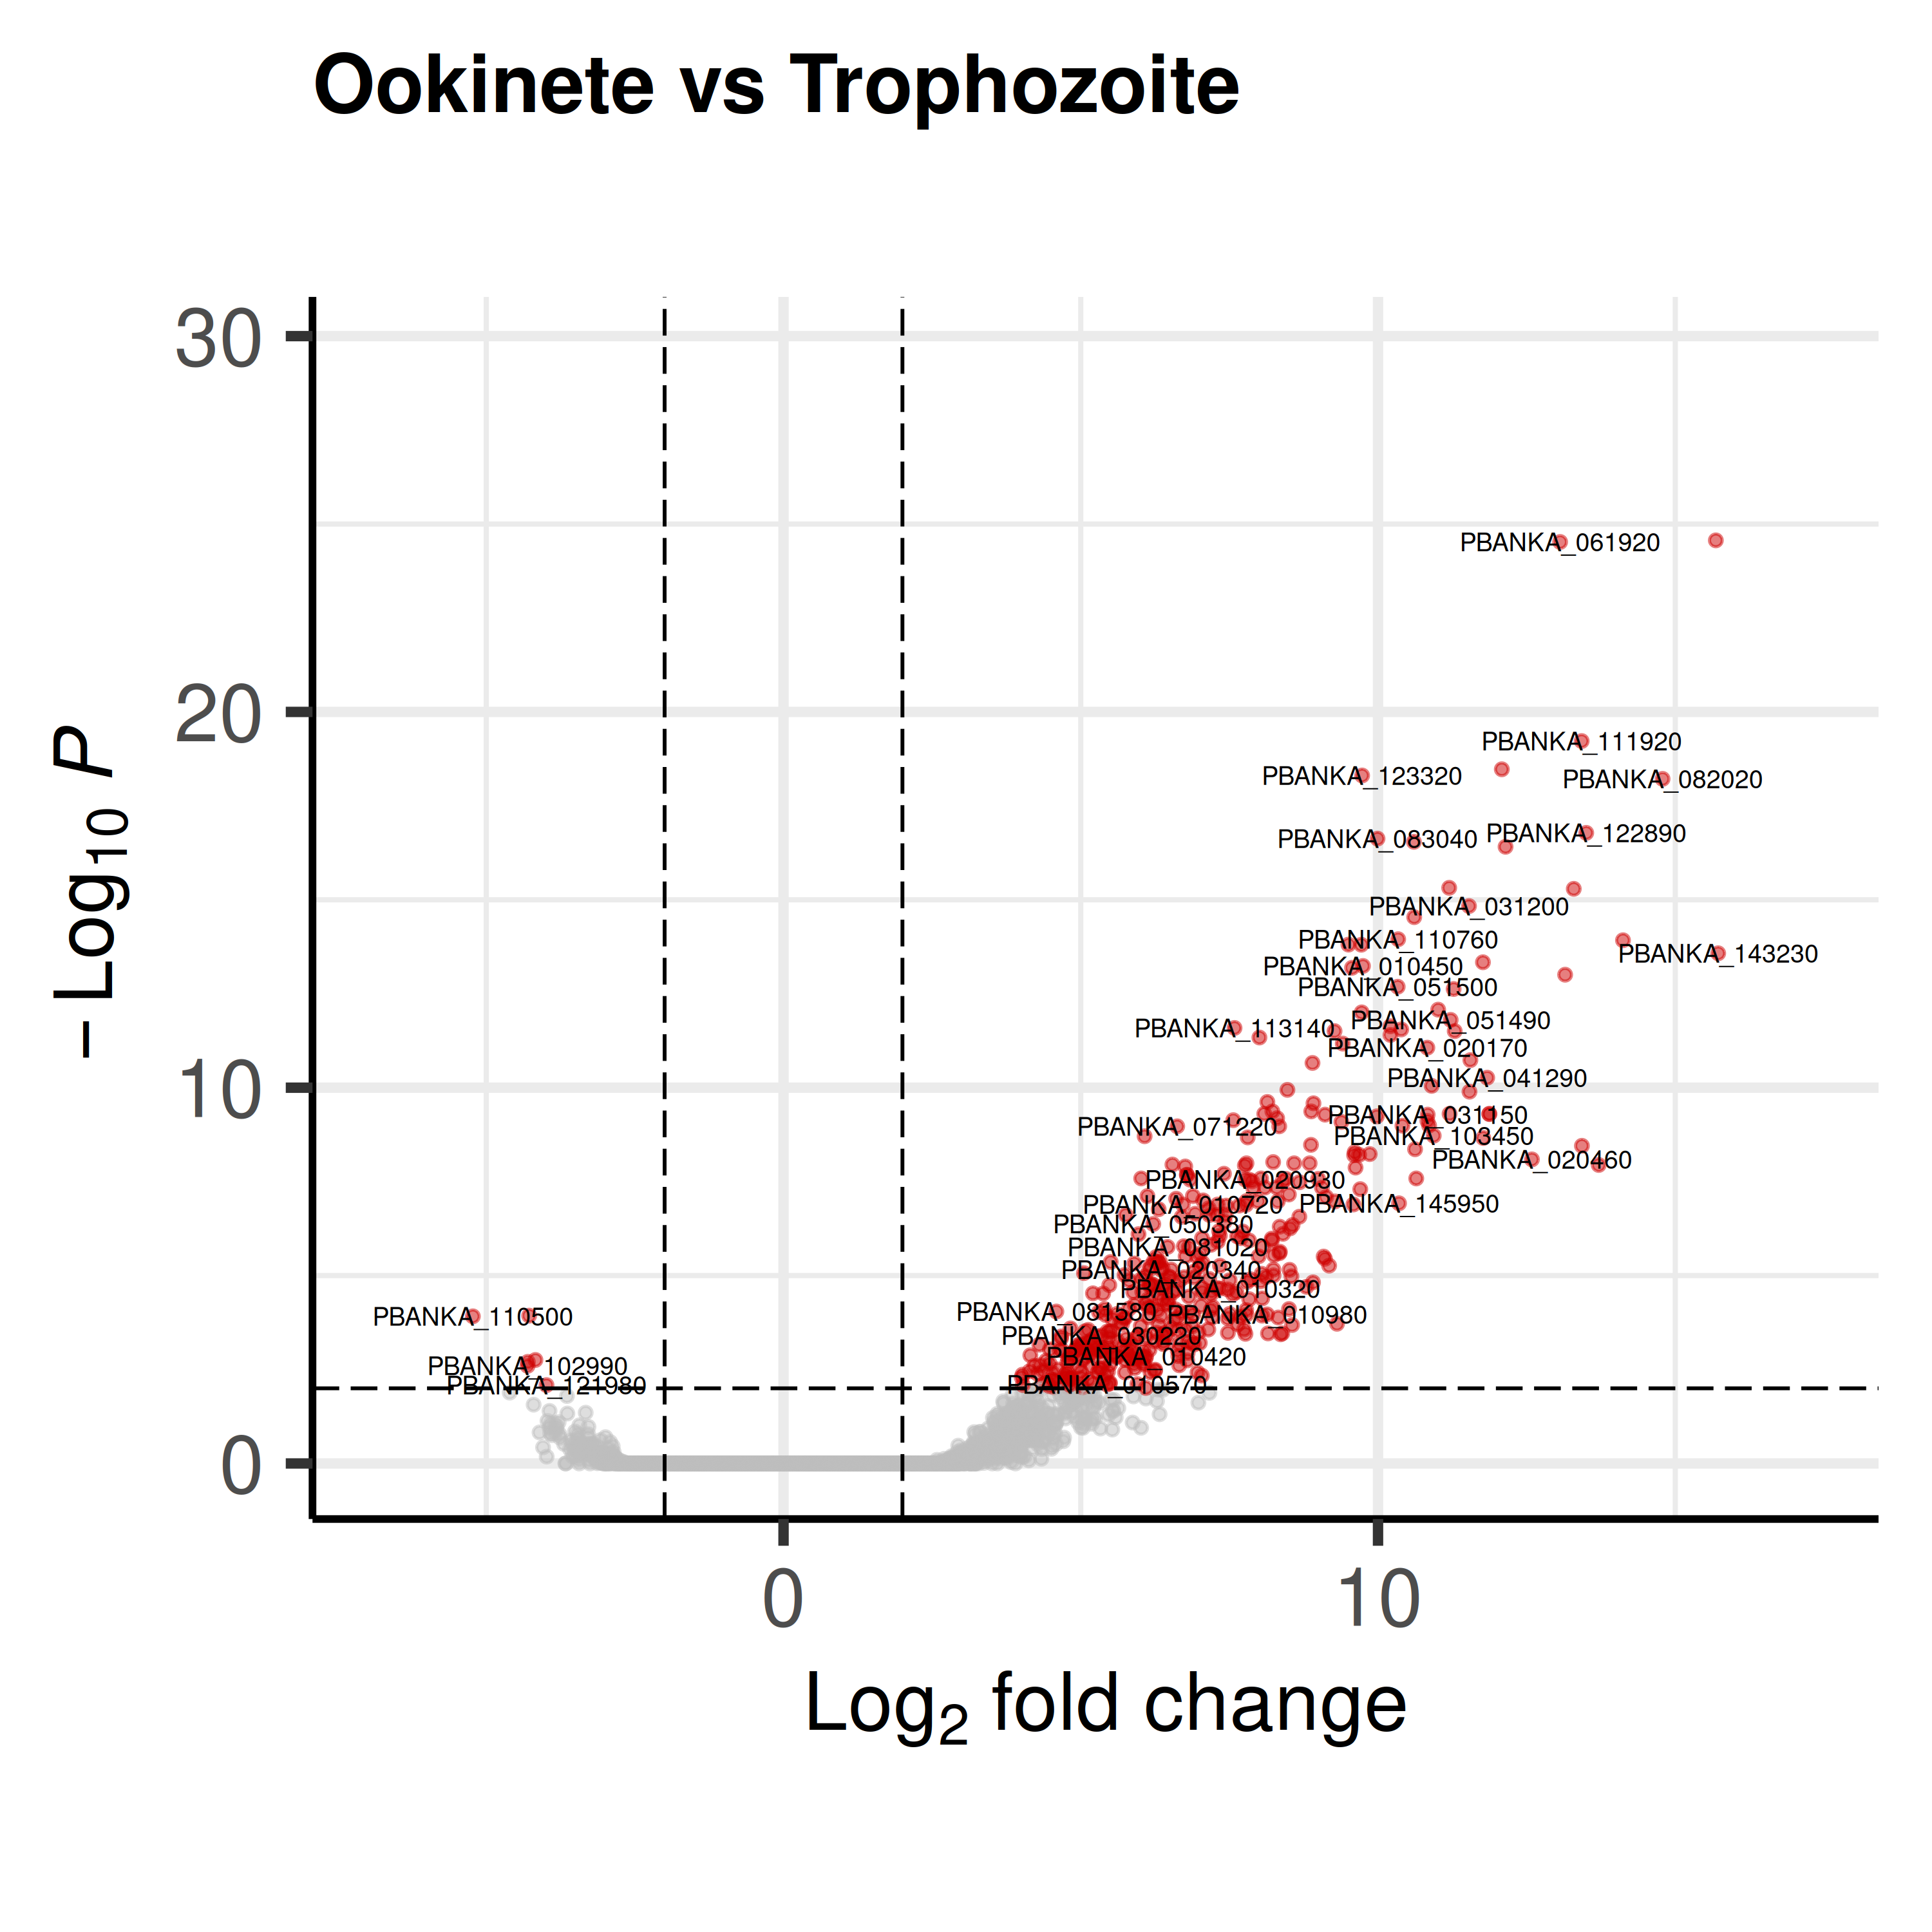 Ookinete vs Trophozoite
30
20
10
0
− Log10 P
PBANKA_061920
PBANKA_111920
PBANKA_123320
PBANKA_082020
PBANKA_083040
PBANKA_122890
PBANKA_031200
PBANKA_110760
PBANKA_143230
PBANKA_010450
PBANKA_051500
PBANKA_113140
PBANKA_051490
PBANKA_020170
PBANKA_041290
PBANKA_031150
PBANKA_071220
PBANKA_103450
PBANKA_020460
PBANKA_020930
PBANKA_010720
PBANKA_145950
PBANKA_050380
PBANKA_081020
PBANKA_020340
PBANKA_010320
PBANKA_081580
PBANKA_010980
PBANKA_110500
PBANKA_030220
PBANKA_010420
PBANKA_102990
PBANKA_121980
PBANKA_010570
0
10
Log2 fold change